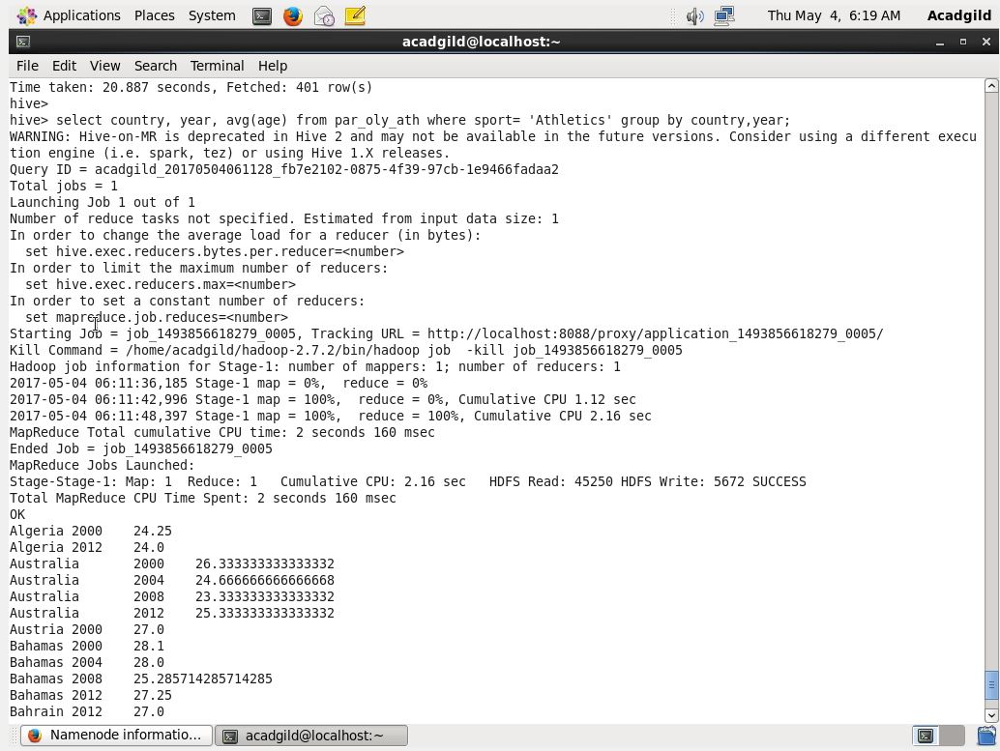 Applications Places System Thu May 4, 6:19 AM Acadgild
acadgild@localhost:~
File Edit View Search Terminal Help
Time taken: 20.887 seconds, Fetched: 401 row(s)
hive>
hive> select country, year, avg(age) from par_oly_ath where sport= 'Athletics' group by country,year;
WARNING: Hive-on-MR is deprecated in Hive 2 and may not be available in the future versions. Consider using a different execu
tion engine (i.e. spark, tez) or using Hive 1.X releases.
Query ID = acadgild_20170504061128_fb7e2102-0875-4f39-97cb-1e9466fadaa2
Total jobs = 1
Launching Job 1 out of 1
Number of reduce tasks not specified. Estimated from input data size: 1
In order to change the average load for a reducer (in bytes):
  set hive.exec.reducers.bytes.per.reducer=<number>
In order to limit the maximum number of reducers:
  set hive.exec.reducers.max=<number>
In order to set a constant number of reducers:
  set mapreduce.job.reduces=<number>
Starting Job = job_1493856618279_0005, Tracking URL = http://localhost:8088/proxy/application_1493856618279_0005/
Kill Command = /home/acadgild/hadoop-2.7.2/bin/hadoop job  -kill job_1493856618279_0005
Hadoop job information for Stage-1: number of mappers: 1; number of reducers: 1
2017-05-04 06:11:36,185 Stage-1 map = 0%,  reduce = 0%
2017-05-04 06:11:42,996 Stage-1 map = 100%,  reduce = 0%, Cumulative CPU 1.12 sec
2017-05-04 06:11:48,397 Stage-1 map = 100%,  reduce = 100%, Cumulative CPU 2.16 sec
MapReduce Total cumulative CPU time: 2 seconds 160 msec
Ended Job = job_1493856618279_0005
MapReduce Jobs Launched:
Stage-Stage-1: Map: 1  Reduce: 1   Cumulative CPU: 2.16 sec   HDFS Read: 45250 HDFS Write: 5672 SUCCESS
Total MapReduce CPU Time Spent: 2 seconds 160 msec
OK
Algeria 2000    24.25
Algeria 2012    24.0
Australia       2000    26.333333333333332
Australia       2004    24.666666666666668
Australia       2008    23.333333333333332
Australia       2012    25.333333333333332
Austria 2000    27.0
Bahamas 2000    28.1
Bahamas 2004    28.0
Bahamas 2008    25.285714285714285
Bahamas 2012    27.25
Bahrain 2012    27.0
Namenode informatio... acadgild@localhost:~